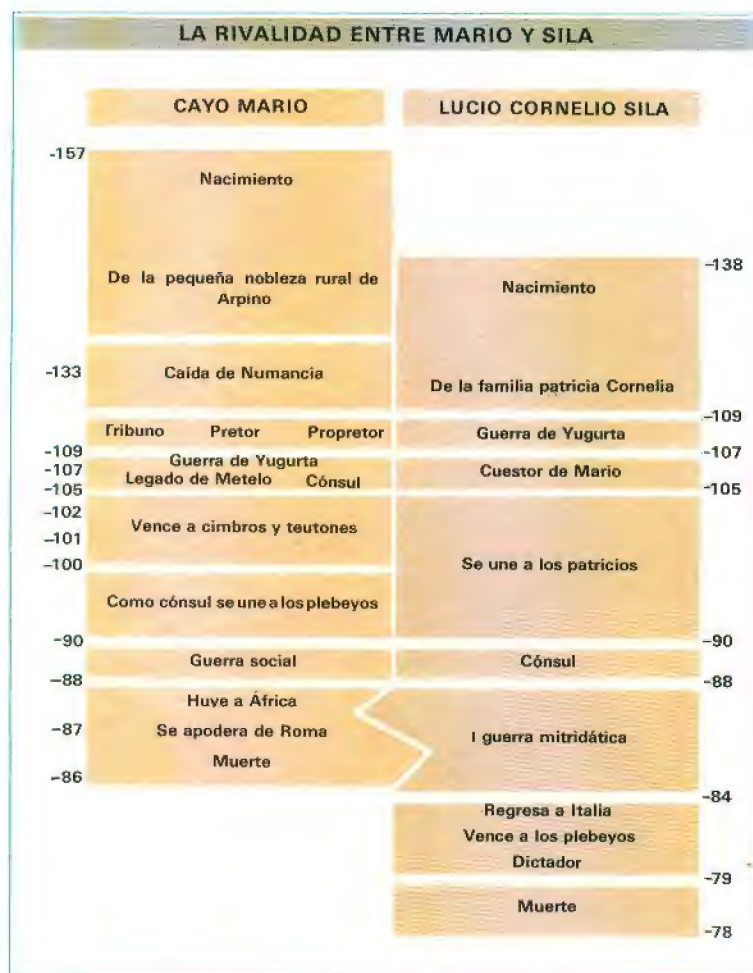 LA RIVALIDAD ENTRE MARIO Y SILA
CAYO MARIO
LUCIO CORNELIO SILA
-157
Nacimiento
De la pequeña nobleza rural de
Arpino
-138
Nacimiento
De la familia patricia Cornelia
-133
Caída de Numancia
-109
Tribuno Pretor Propretor
Guerra de Yugurta
-109
-107
-105
Guerra de Yugurta
Legado de Metelo Cónsul
-107
Cuestor de Mario
-105
-102
-101
-100
Vence a cimbros y teutones
Se une a los patricios
Como cónsul se une a los plebeyos
-90
-90
Guerra social
Cónsul
-88
-88
Huye a África
-87
Se apodera de Roma
Muerte
-86
I guerra mitridática
-84
Regresa a Italia
Vence a los plebeyos
Dictador
-79
Muerte
-78